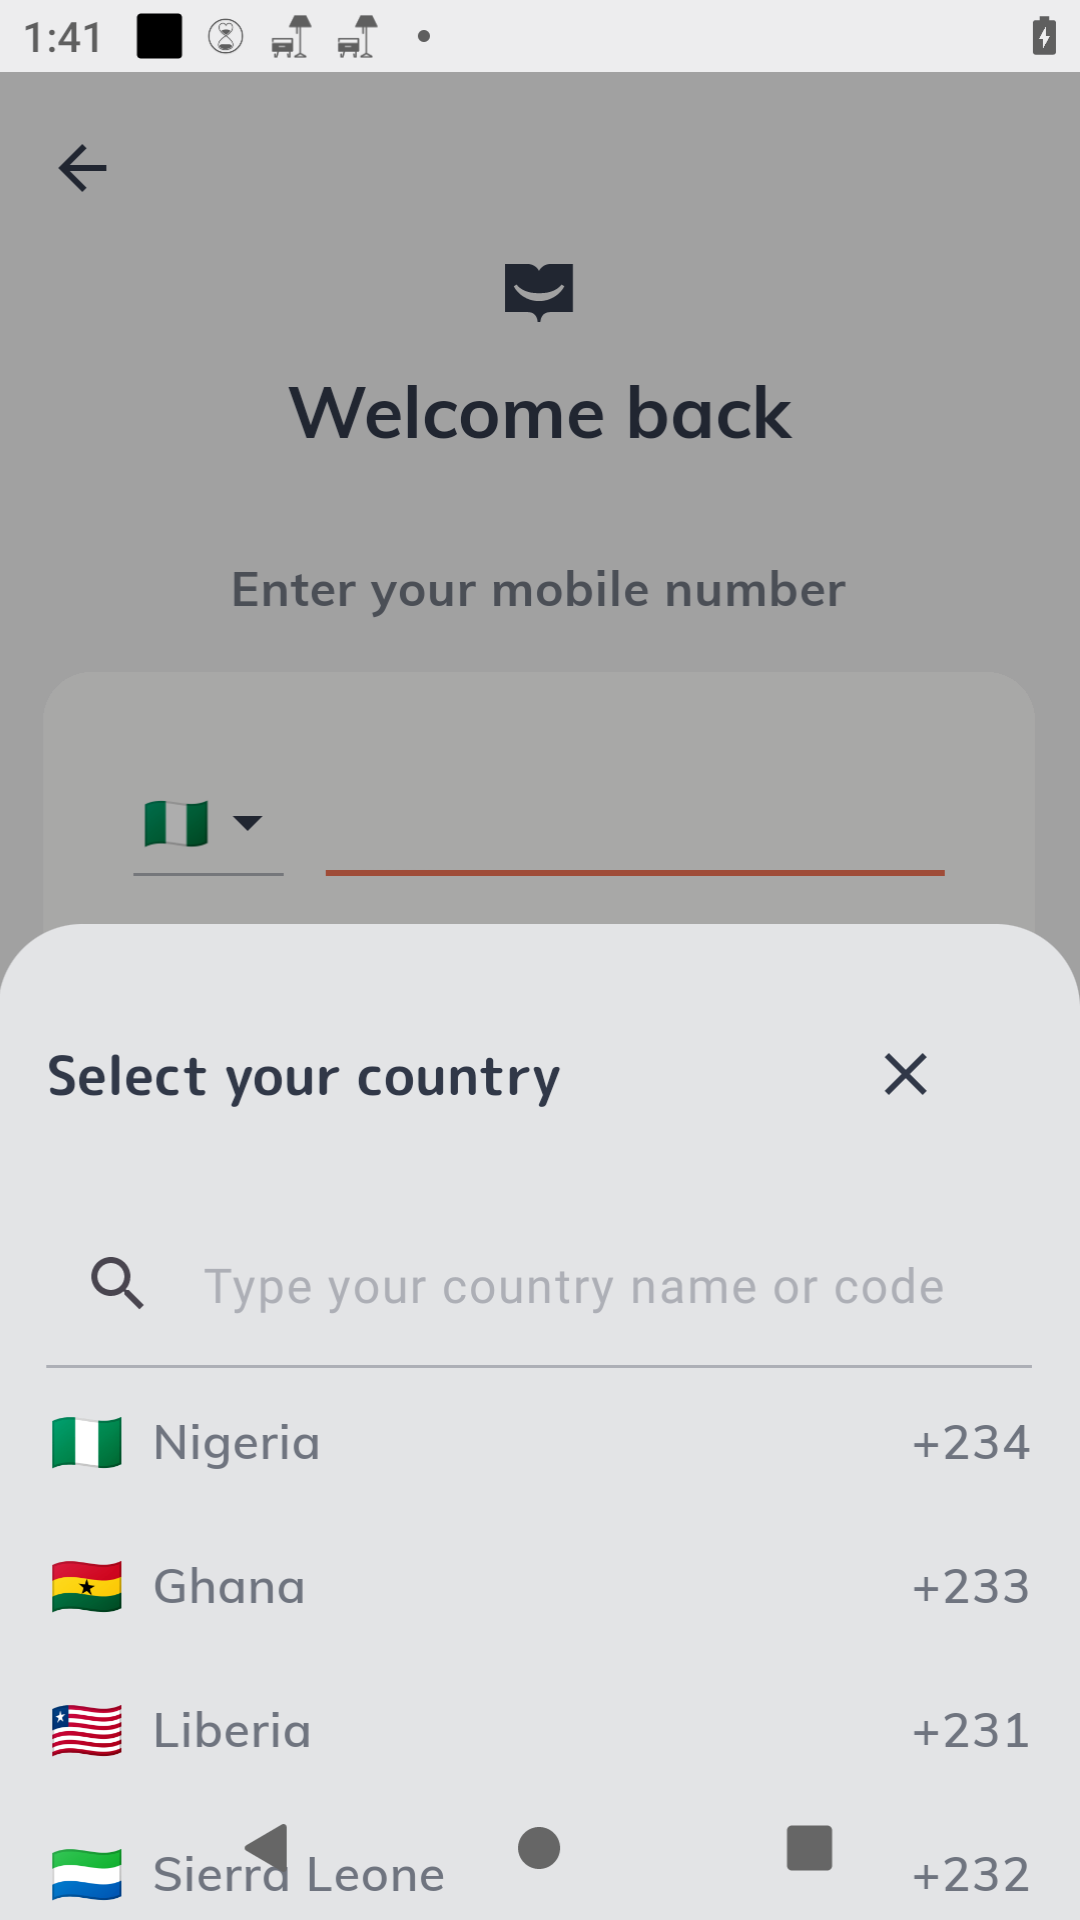 1:41
Welcome back
Enter your mobile number
Select your country
Type your country name or code
Nigeria +234
Ghana +233
Liberia +231
Sierra Leone +232